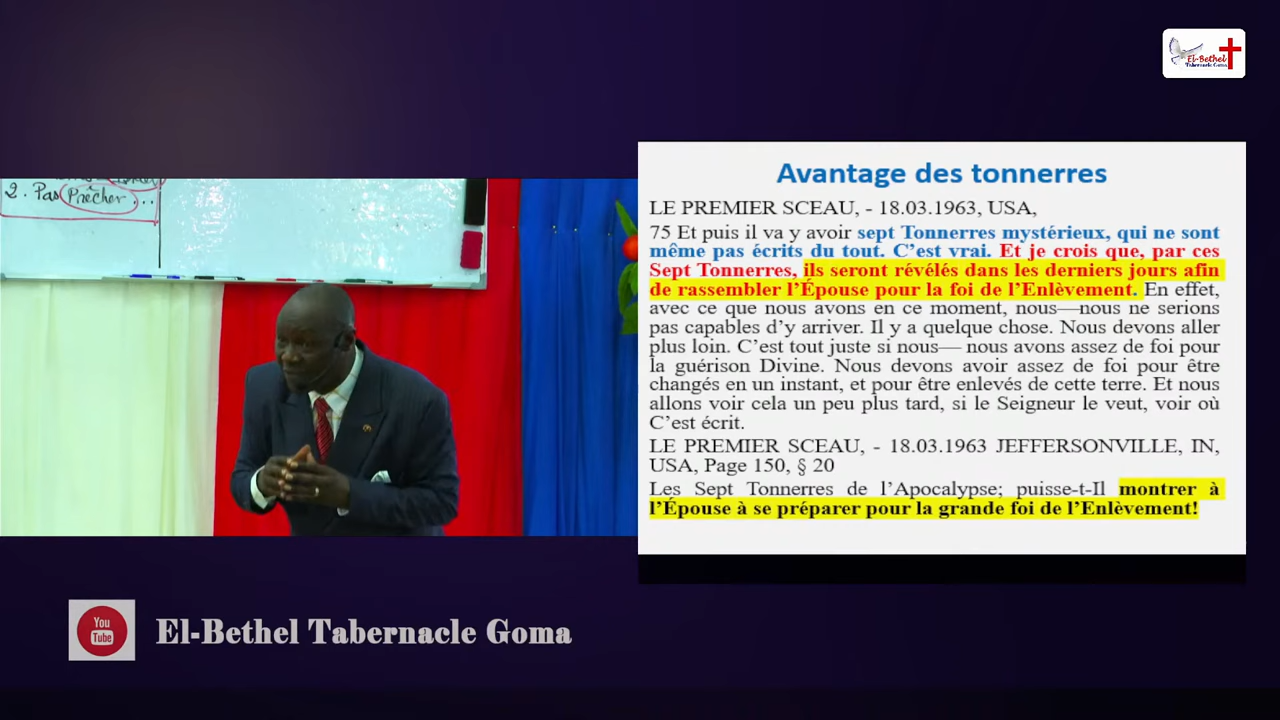 El-Bethel
Tabernacle Goma
2. Pas Prêcher...
Avantage des tonnerres
LE PREMIER SCEAU, - 18.03.1963, USA,
75 Et puis il va y avoir sept Tonnerres mystérieux, qui ne sont
même pas écrits du tout. C’est vrai. Et je crois que, par ces
Sept Tonnerres, ils seront révélés dans les derniers jours afin
de rassembler l’Épouse pour la foi de l’Enlèvement. En effet,
avec ce que nous avons en ce moment, nous—nous ne serions
pas capables d’y arriver. Il y a quelque chose. Nous devons aller
plus loin. C’est tout juste si nous— nous avons assez de foi pour
la guérison Divine. Nous devons avoir assez de foi pour être
changés en un instant, et pour être enlevés de cette terre. Et nous
allons voir cela un peu plus tard, si le Seigneur le veut, voir où
C’est écrit.
LE PREMIER SCEAU, - 18.03.1963 JEFFERSONVILLE, IN,
USA, Page 150, § 20
Les Sept Tonnerres de l’Apocalypse; puisse-t-Il montrer à
l’Épouse à se préparer pour la grande foi de l’Enlèvement!
You
Tube
El-Bethel Tabernacle Goma